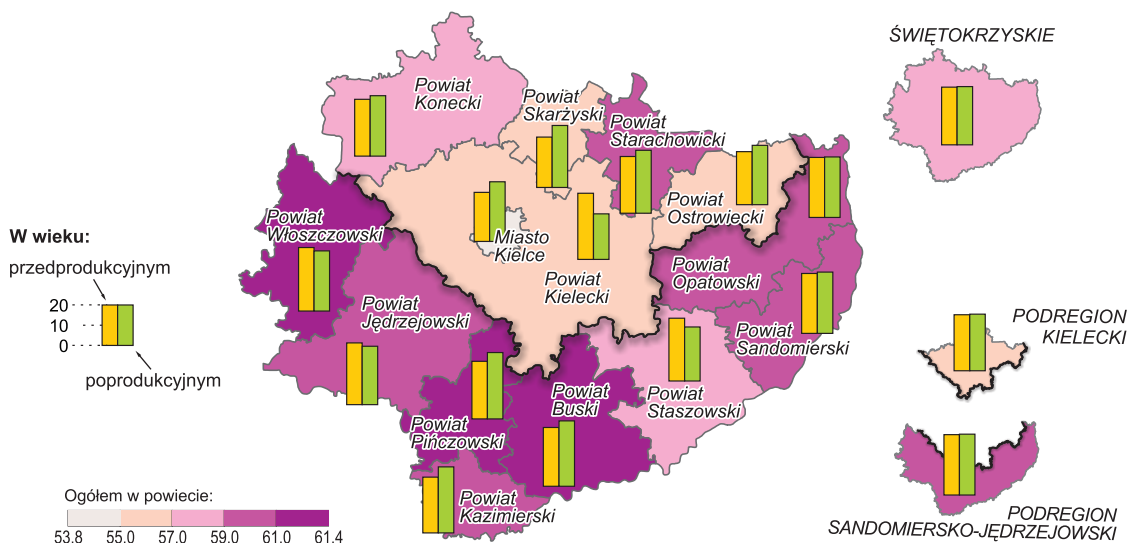 ŚWIĘTOKRZYSKIE
Powiat
Konecki
Powiat
Skarżyski
Powiat
Starachowicki
Powiat
Ostrowiecki
W wieku:
przedprodukcyjnym
20
10
0
poprodukcyjnym
Powiat
Włoszczowski
Miasto
Kielce
Powiat
Kielecki
Powiat
Opatowski
Powiat
Jędrzejowski
Powiat
Sandomierski
PODREGION
KIELECKI
Powiat
Staszowski
Powiat
Buski
Powiat
Pińczowski
Powiat
Kazimierski
PODREGION
SANDOMIERSKO-JĘDRZEJOWSKI
Ogółem w powiecie:
53.8 55.0 57.0 59.0 61.0 61.4